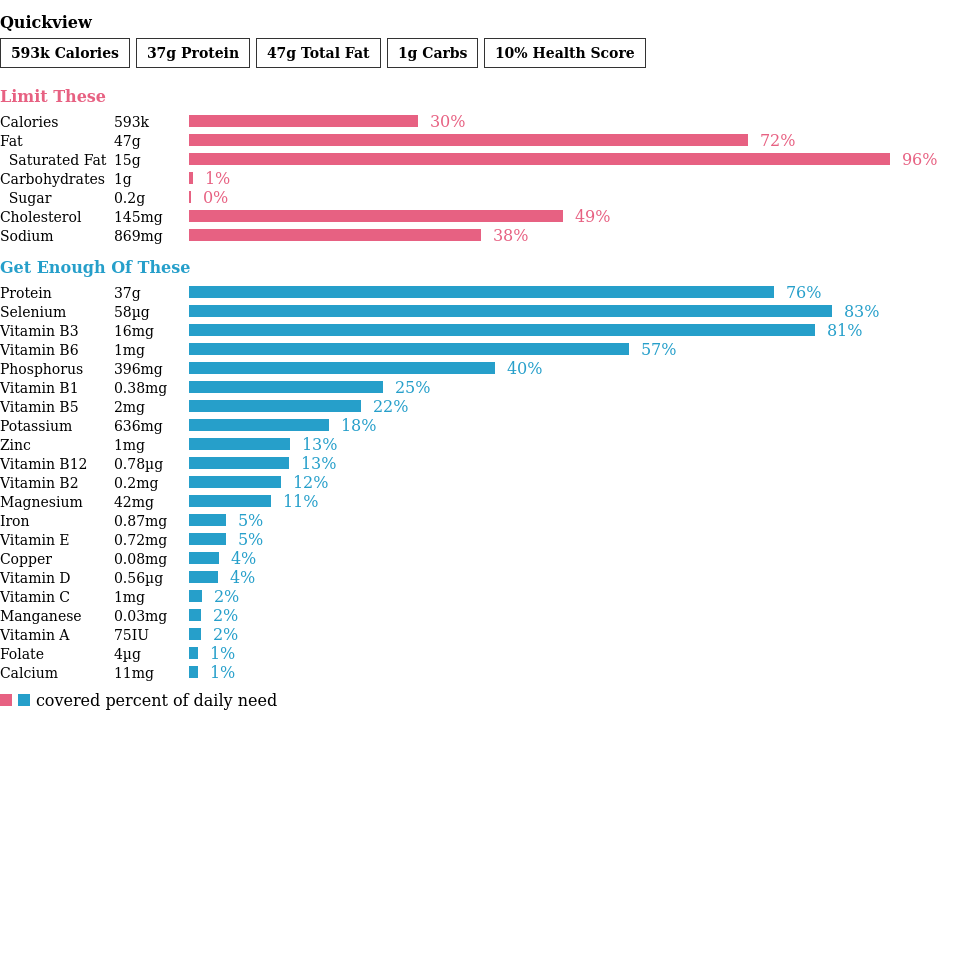 Quickview
593k Calories 37g Protein 47g Total Fat 1g Carbs 10% Health Score
Limit These
Calories 593k 30%
Fat 47g 72%
Saturated Fat 15g 96%
Carbohydrates 1g 1%
Sugar 0.2g 0%
Cholesterol 145mg 49%
Sodium 869mg 38%
Get Enough Of These
Protein 37g 76%
Selenium 58µg 83%
Vitamin B3 16mg 81%
Vitamin B6 1mg 57%
Phosphorus 396mg 40%
Vitamin B1 0.38mg 25%
Vitamin B5 2mg 22%
Potassium 636mg 18%
Zinc 1mg 13%
Vitamin B12 0.78µg 13%
Vitamin B2 0.2mg 12%
Magnesium 42mg 11%
Iron 0.87mg 5%
Vitamin E 0.72mg 5%
Copper 0.08mg 4%
Vitamin D 0.56µg 4%
Vitamin C 1mg 2%
Manganese 0.03mg 2%
Vitamin A 75IU 2%
Folate 4µg 1%
Calcium 11mg 1%
covered percent of daily need